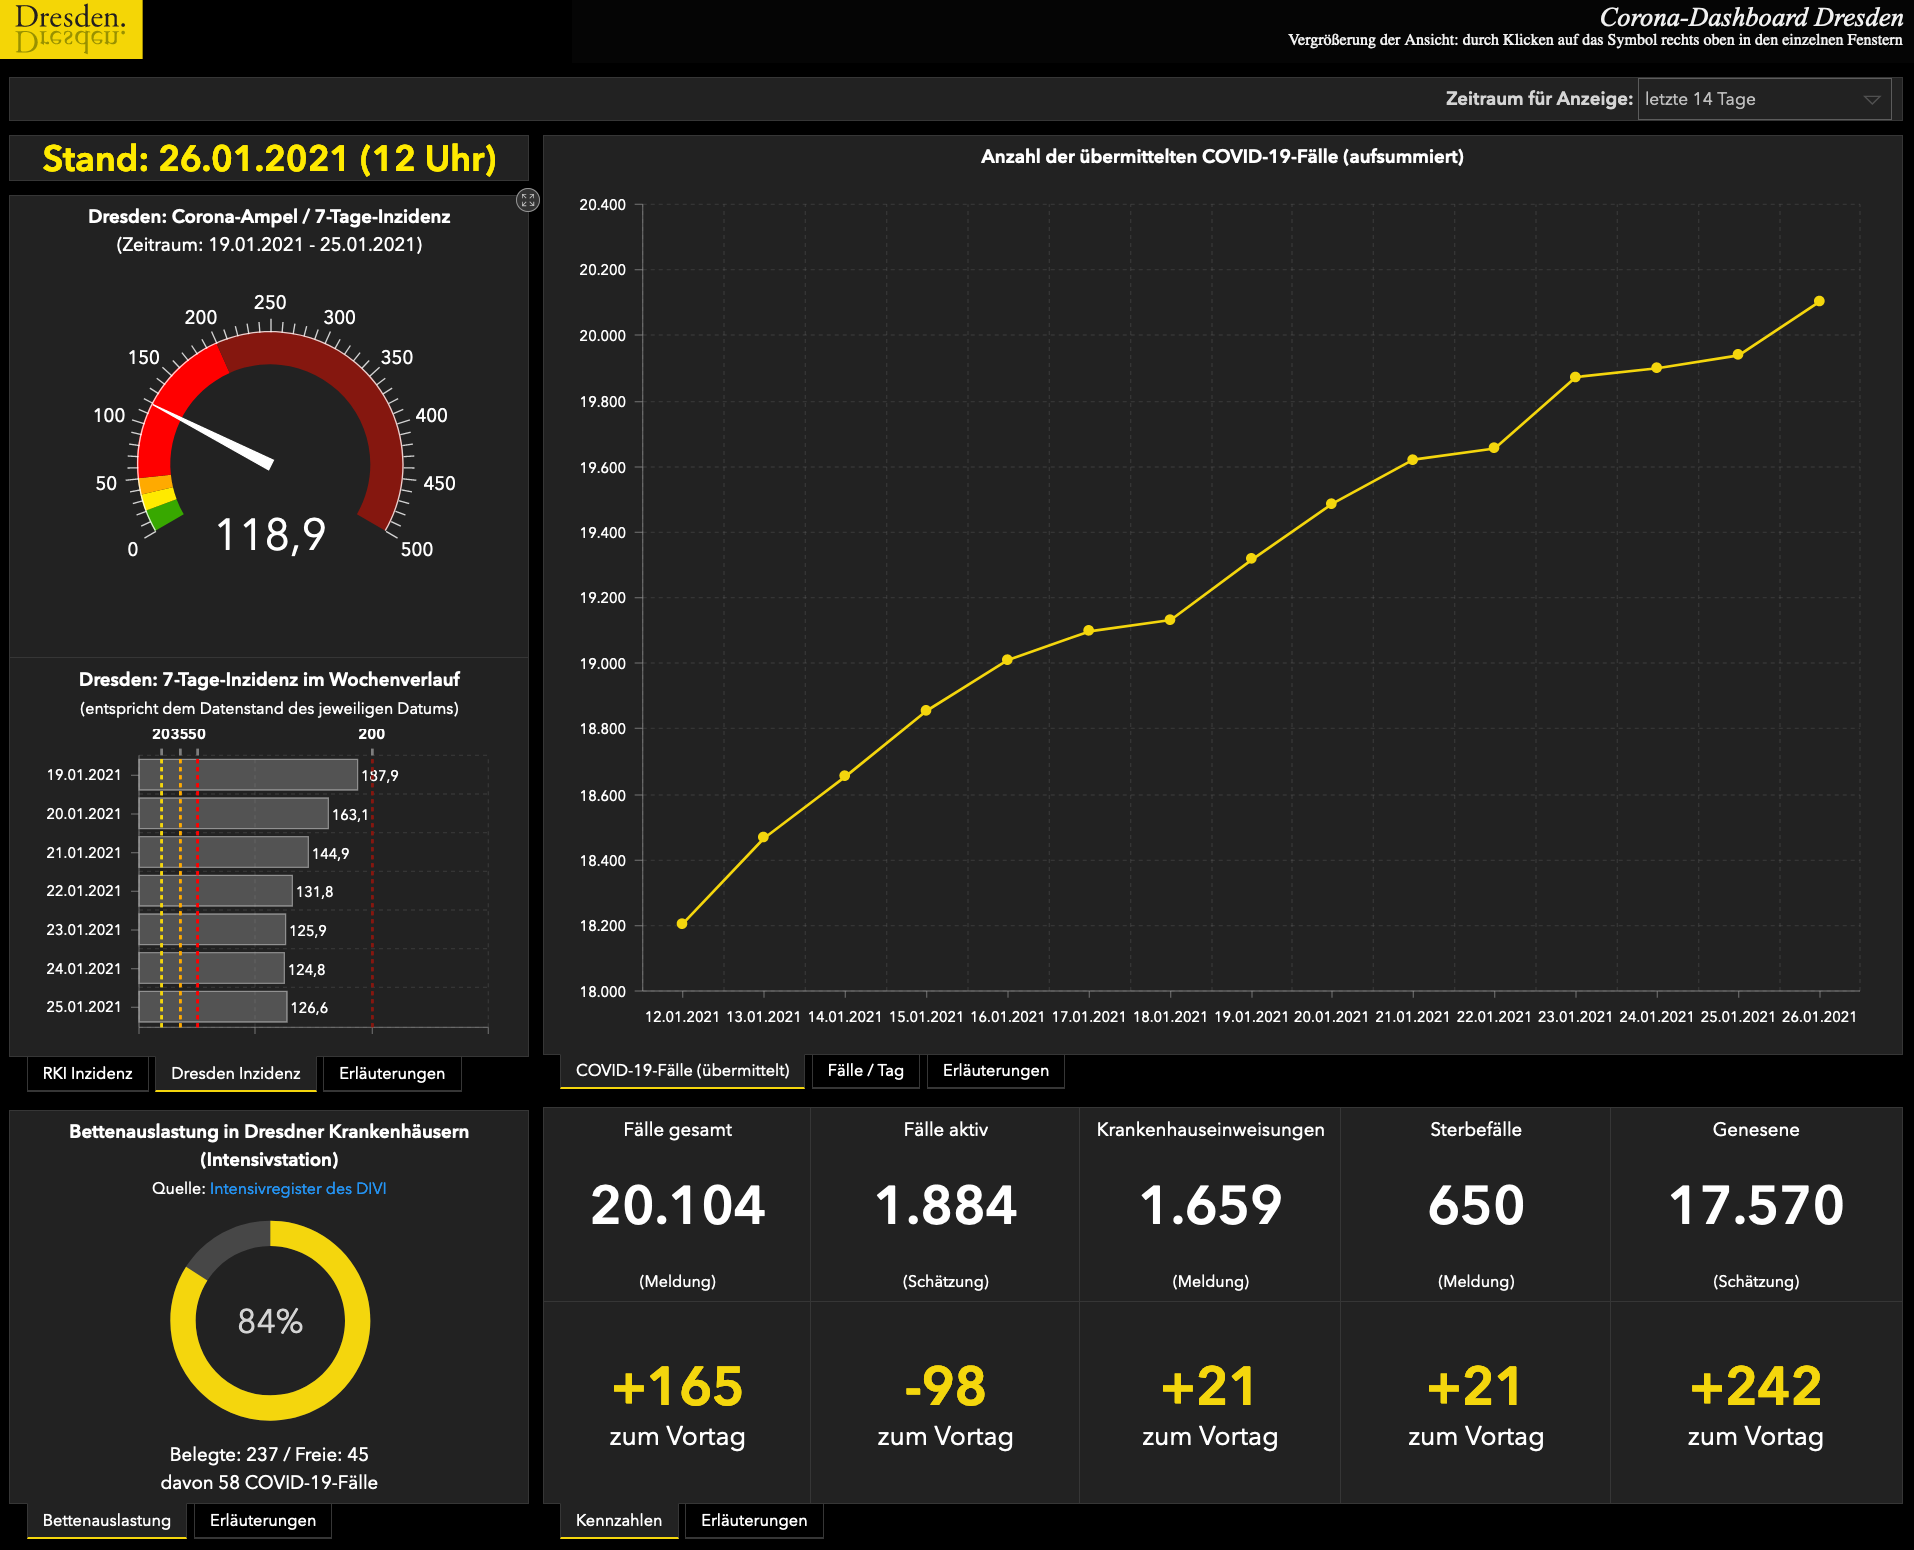 Dresden.
Dresden.
Corona-Dashboard Dresden
Vergrößerung der Ansicht: durch Klicken auf das Symbol rechts oben in den einzelnen Fenstern
Zeitraum für Anzeige: letzte 14 Tage
Stand: 26.01.2021 (12 Uhr)
Dresden: Corona-Ampel / 7-Tage-Inzidenz
(Zeitraum: 19.01.2021 - 25.01.2021)
0
50
100
150
200
250
300
350
400
450
500
118,9
Dresden: 7-Tage-Inzidenz im Wochenverlauf
(entspricht dem Datenstand des jeweiligen Datums)
20 35 50 200
19.01.2021 187,9
20.01.2021 163,1
21.01.2021 144,9
22.01.2021 131,8
23.01.2021 125,9
24.01.2021 124,8
25.01.2021 126,6
RKI Inzidenz
Dresden Inzidenz
Erläuterungen
Anzahl der übermittelten COVID-19-Fälle (aufsummiert)
20.400
20.200
20.000
19.800
19.600
19.400
19.200
19.000
18.800
18.600
18.400
18.200
18.000
12.01.2021 13.01.2021 14.01.2021 15.01.2021 16.01.2021 17.01.2021 18.01.2021 19.01.2021 20.01.2021 21.01.2021 22.01.2021 23.01.2021 24.01.2021 25.01.2021 26.01.2021
COVID-19-Fälle (übermittelt)
Fälle / Tag
Erläuterungen
Bettenauslastung in Dresdner Krankenhäusern
(Intensivstation)
Quelle: Intensivregister des DIVI
84%
Belegte: 237 / Freie: 45
davon 58 COVID-19-Fälle
Bettenauslastung
Erläuterungen
Fälle gesamt
20.104
(Meldung)
+165
zum Vortag
Fälle aktiv
1.884
(Schätzung)
-98
zum Vortag
Krankenhauseinweisungen
1.659
(Meldung)
+21
zum Vortag
Sterbefälle
650
(Meldung)
+21
zum Vortag
Genesene
17.570
(Schätzung)
+242
zum Vortag
Kennzahlen
Erläuterungen